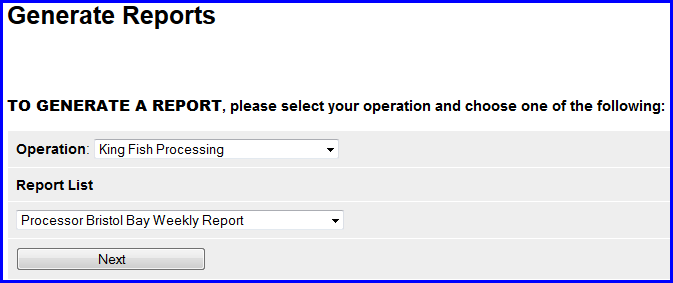 Generate Reports
TO GENERATE A REPORT, please select your operation and choose one of the following:
Operation: King Fish Processing
Report List
Processor Bristol Bay Weekly Report
Next